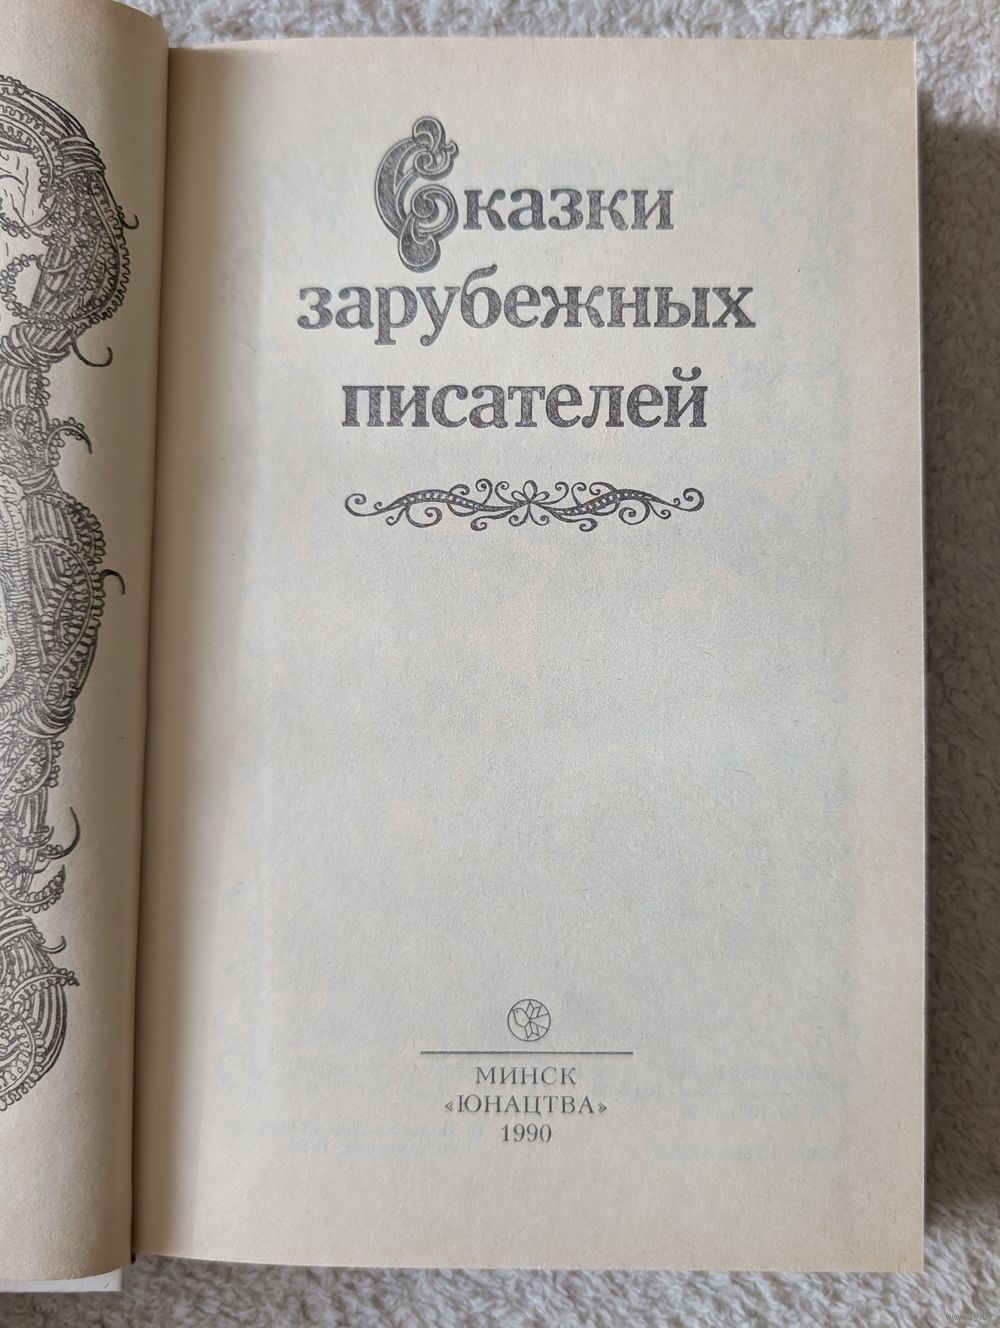 Сказки
зарубежных
писателей
МИНСК
«ЮНАЦТВА»
1990